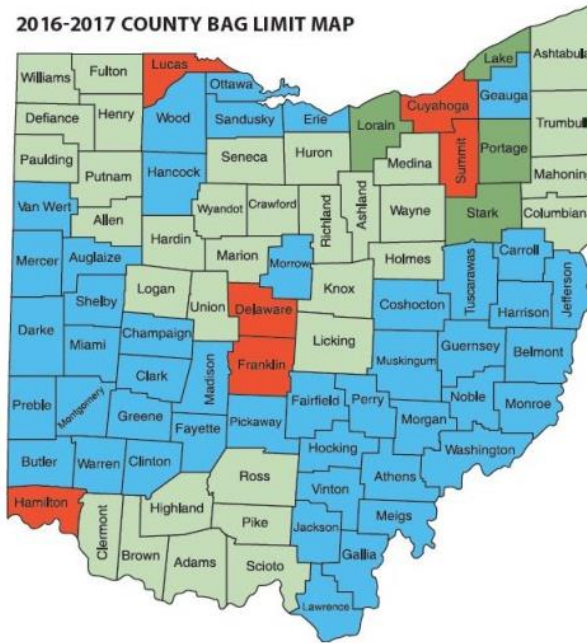 2016-2017 COUNTY BAG LIMIT MAP
Williams
Fulton
Lucas
Ottawa
Lake
Ashtabula
Geauga
Cuyahoga
Defiance
Henry
Wood
Sandusky
Erie
Lorain
Trumbull
Portage
Summit
Medina
Paulding
Putnam
Hancock
Seneca
Huron
Mahoning
Van Wert
Allen
Wyandot
Crawford
Richland
Ashland
Wayne
Stark
Columbian
Mercer
Auglaize
Hardin
Marion
Morrow
Holmes
Tuscarawas
Carroll
Jefferson
Shelby
Logan
Union
Delaware
Knox
Coshocton
Harrison
Darke
Miami
Champaign
Madison
Franklin
Licking
Muskingum
Guernsey
Belmont
Preble
Montgomery
Clark
Greene
Fayette
Pickaway
Fairfield
Perry
Morgan
Noble
Monroe
Butler
Warren
Clinton
Ross
Hocking
Athens
Washington
Hamilton
Clermont
Highland
Pike
Vinton
Meigs
Jackson
Brown
Adams
Scioto
Gallia
Lawrence